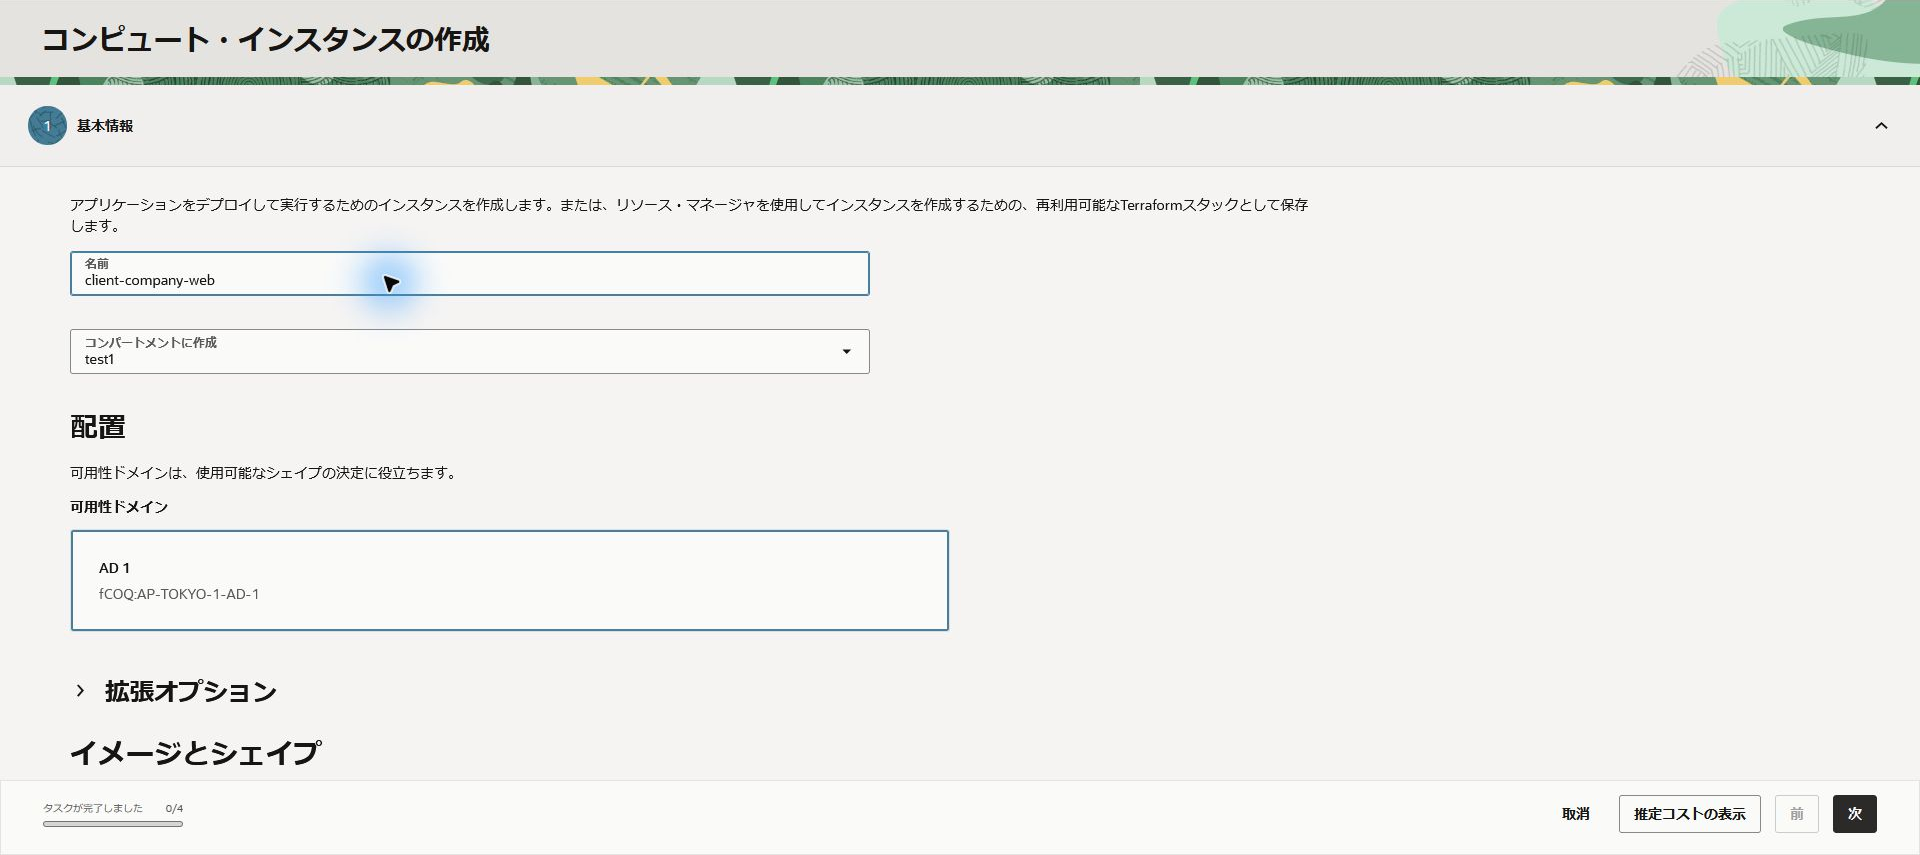 コンピュート・インスタンスの作成
1 基本情報
アプリケーションをデプロイして実行するためのインスタンスを作成します。または、リソース・マネージャを使用してインスタンスを作成するための、再利用可能なTerraformスタックとして保存
します。
名前
client-company-web
コンパートメントに作成
test1
配置
可用性ドメインは、使用可能なシェイプの決定に役立ちます。
可用性ドメイン
AD 1
fCOQ:AP-TOKYO-1-AD-1
拡張オプション
イメージとシェイプ
タスクが完了しました 0/4
取消 推定コストの表示 前 次